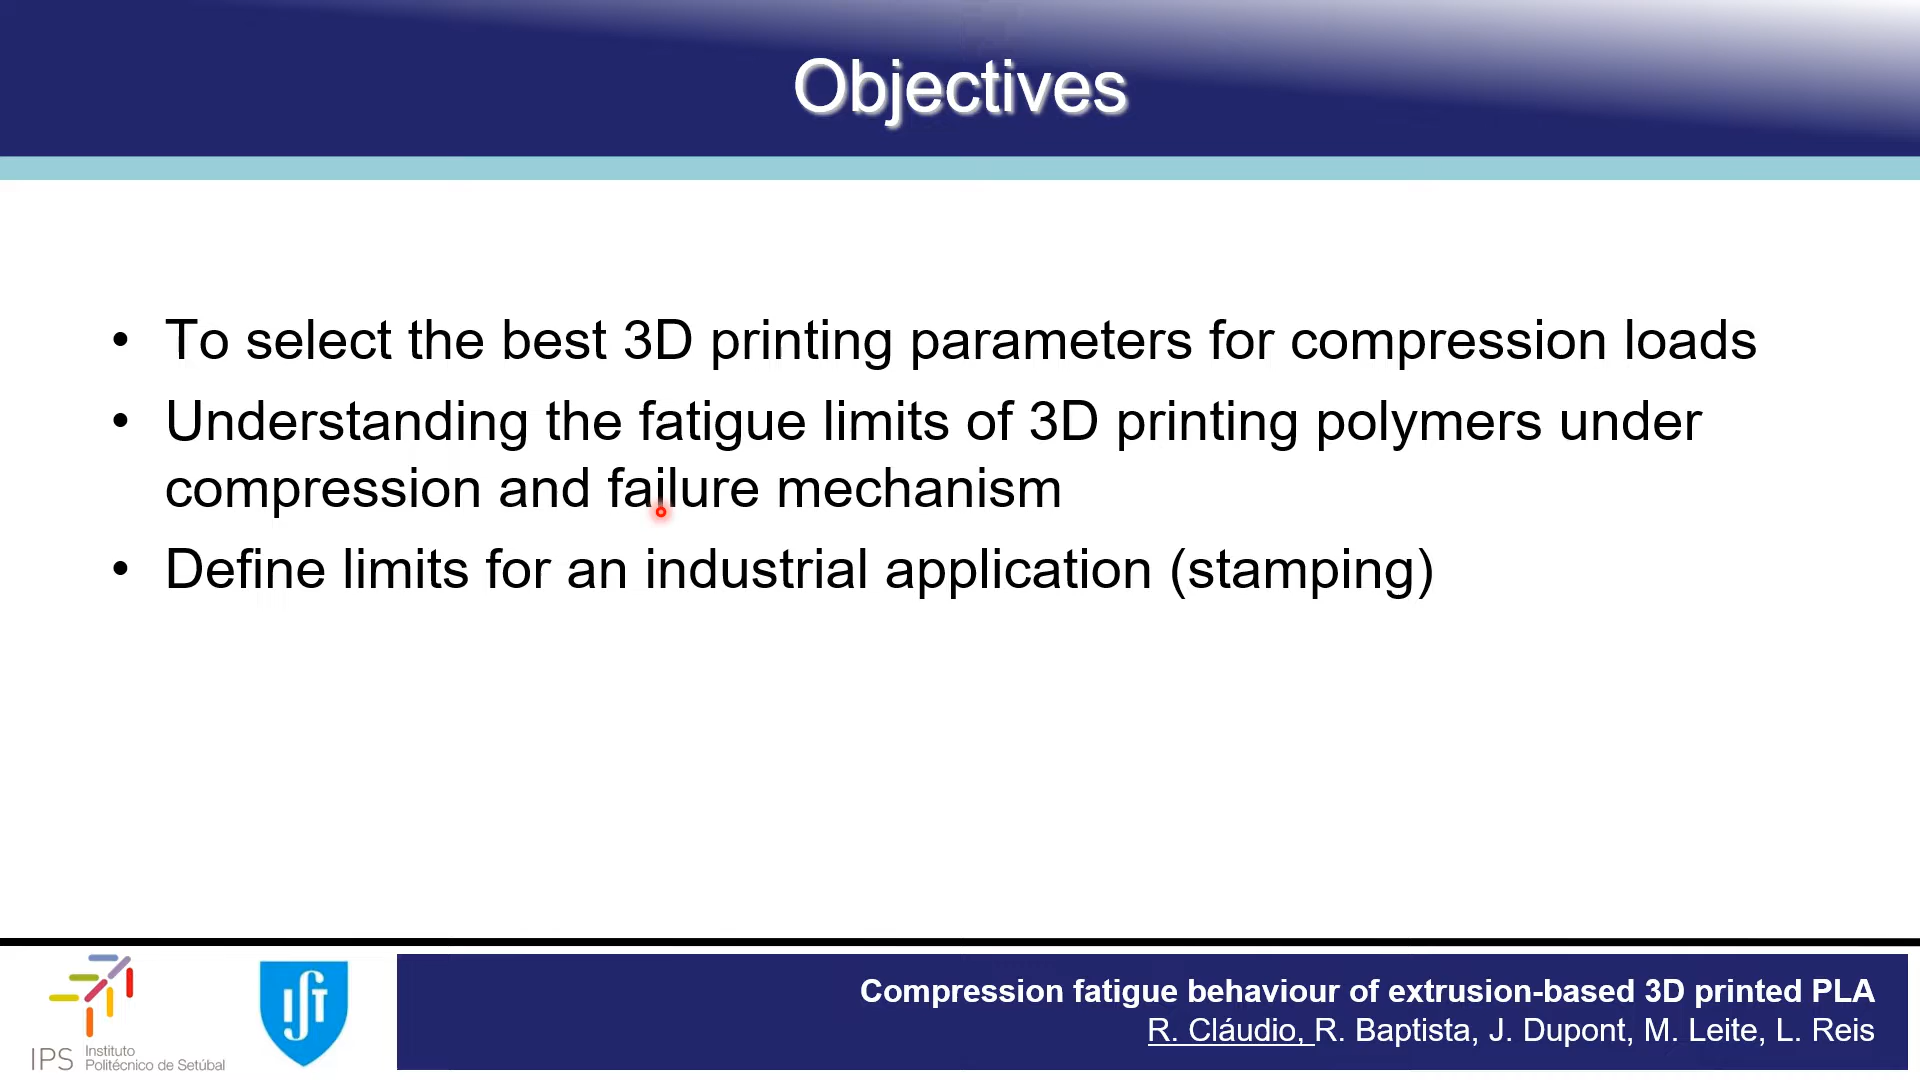 Objectives
• To select the best 3D printing parameters for compression loads
• Understanding the fatigue limits of 3D printing polymers under
compression and failure mechanism
• Define limits for an industrial application (stamping)
IPS Instituto
Politécnico de Setúbal
Compression fatigue behaviour of extrusion-based 3D printed PLA
R. Cláudio, R. Baptista, J. Dupont, M. Leite, L. Reis